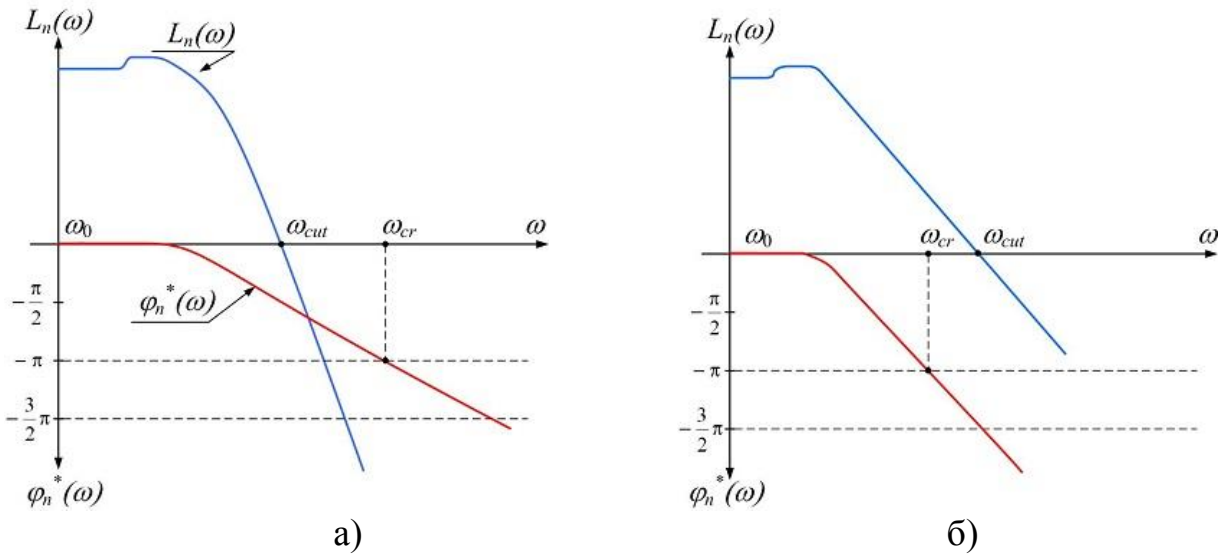 Lₙ(ω)
Lₙ(ω)
ω₀
ω_cut
ω_cr
ω
φₙ*(ω)
-π/2
-π
-3/2π
φₙ*(ω)
а)
Lₙ(ω)
ω₀
ω_cr
ω_cut
ω
-π/2
-π
-3/2π
φₙ*(ω)
б)